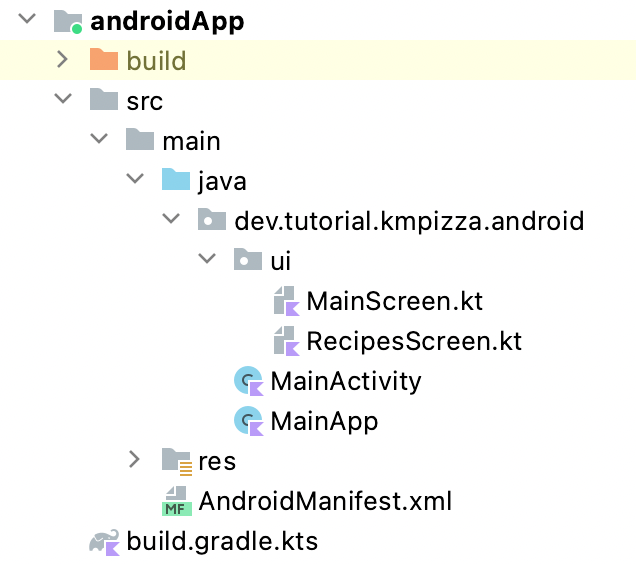 androidApp
build
src
main
java
dev.tutorial.kmpizza.android
ui
MainScreen.kt
RecipesScreen.kt
MainActivity
MainApp
res
MF AndroidManifest.xml
build.gradle.kts